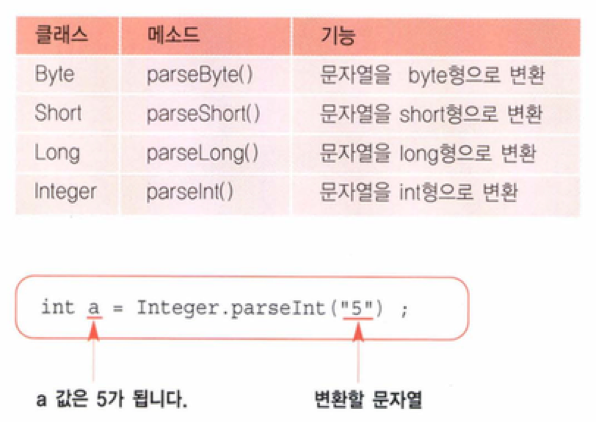 클래스 메소드 기능
Byte parseByte() 문자열을 byte형으로 변환
Short parseShort() 문자열을 short형으로 변환
Long parseLong() 문자열을 long형으로 변환
Integer parseInt() 문자열을 int형으로 변환
int a = Integer.parseInt("5") ;
a 값은 5가 됩니다. 변환할 문자열